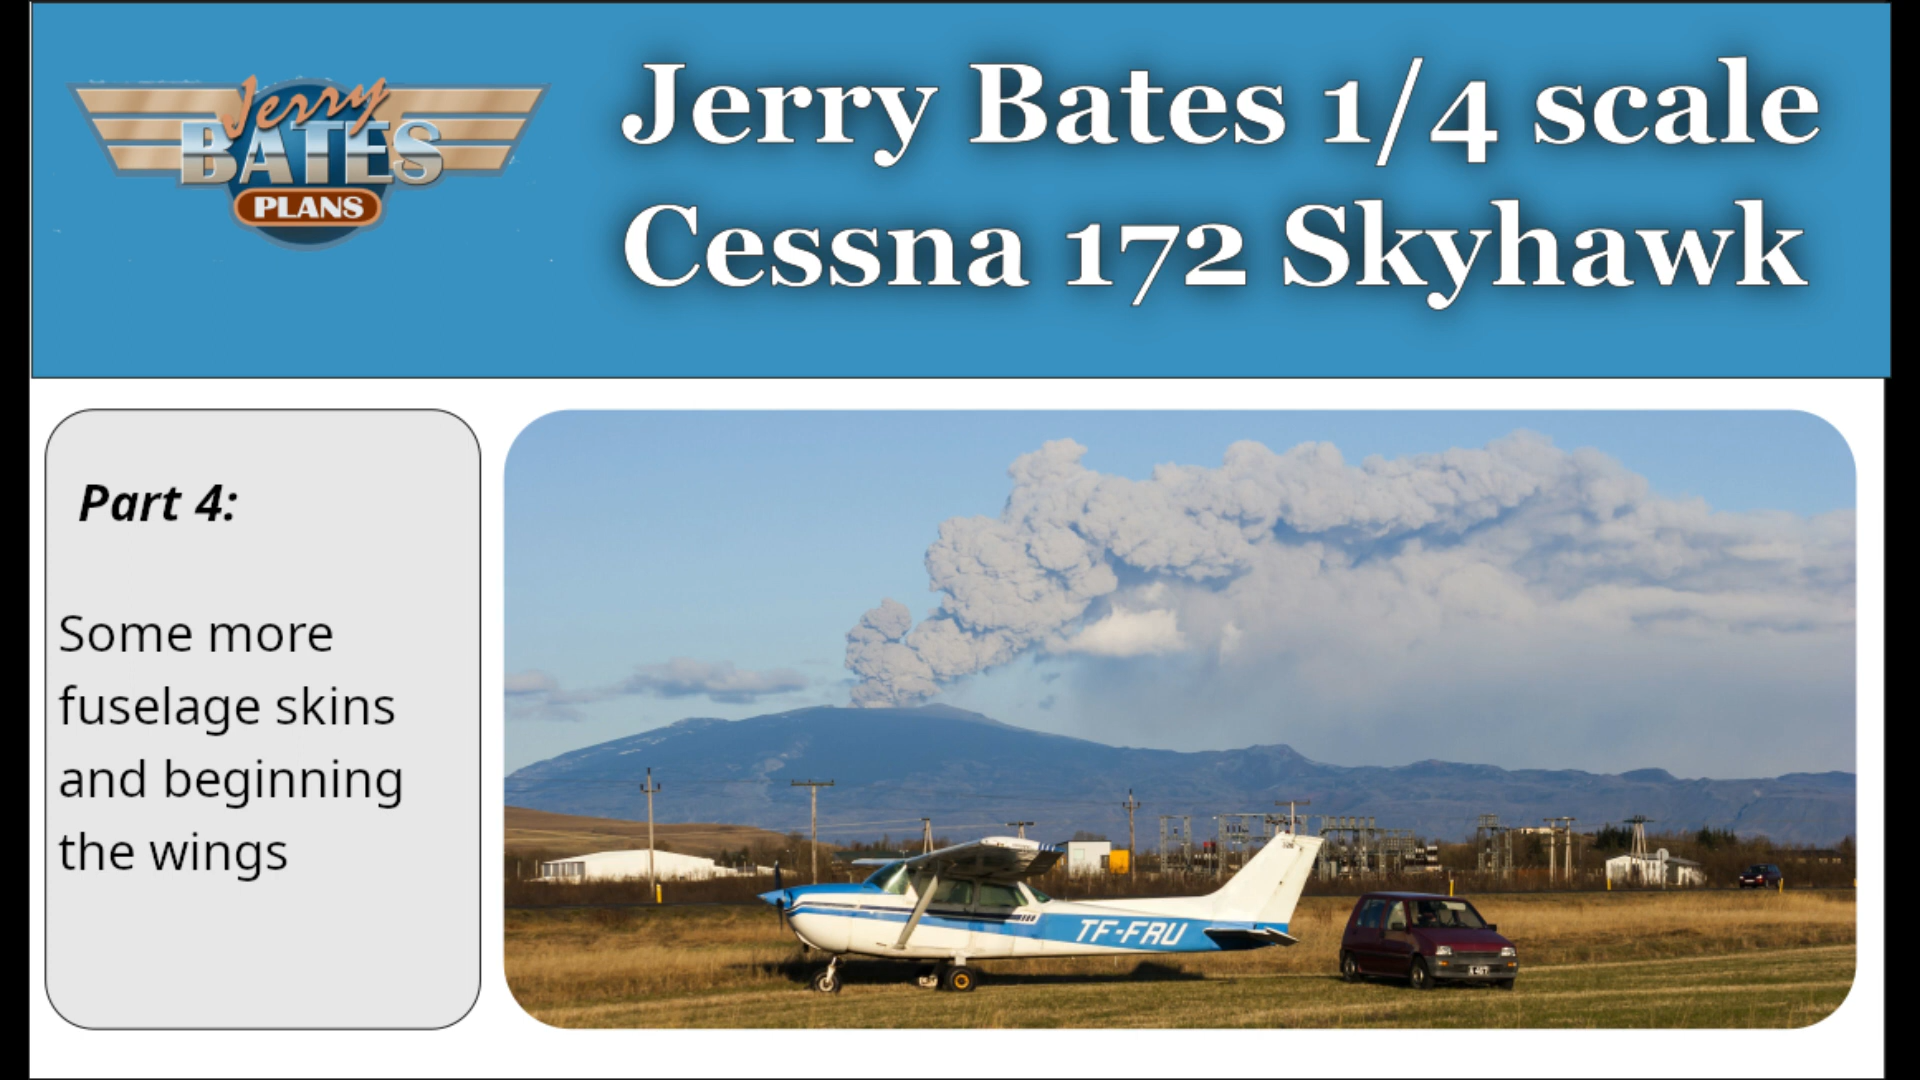 Jerry
BATES
PLANS
Jerry Bates 1/4 scale
Cessna 172 Skyhawk
Part 4:
Some more
fuselage skins
and beginning
the wings
TF-FRU